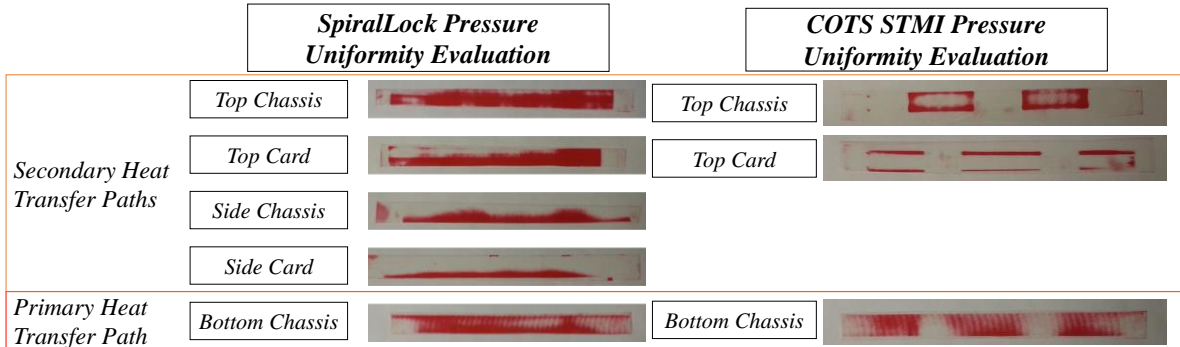 SpiralLock Pressure
Uniformity Evaluation
COTS STMI Pressure
Uniformity Evaluation
Secondary Heat
Transfer Paths
Top Chassis
Top Chassis
Top Card
Top Card
Side Chassis
Side Card
Primary Heat
Transfer Path
Bottom Chassis
Bottom Chassis